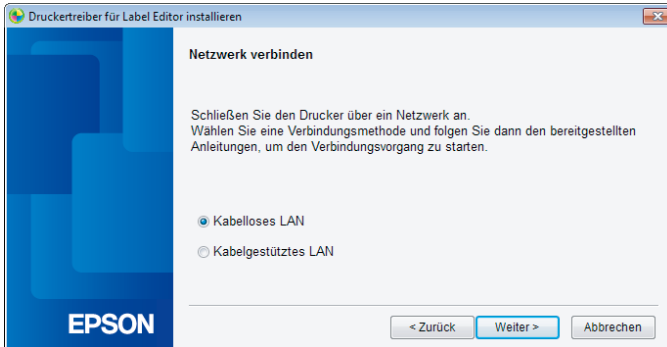 Druckertreiber für Label Editor installieren
Netzwerk verbinden
Schließen Sie den Drucker über ein Netzwerk an.
Wählen Sie eine Verbindungsmethode und folgen Sie dann den bereitgestellten
Anleitungen, um den Verbindungsvorgang zu starten.
Kabelloses LAN
Kabelgestütztes LAN
EPSON
< Zurück Weiter > Abbrechen